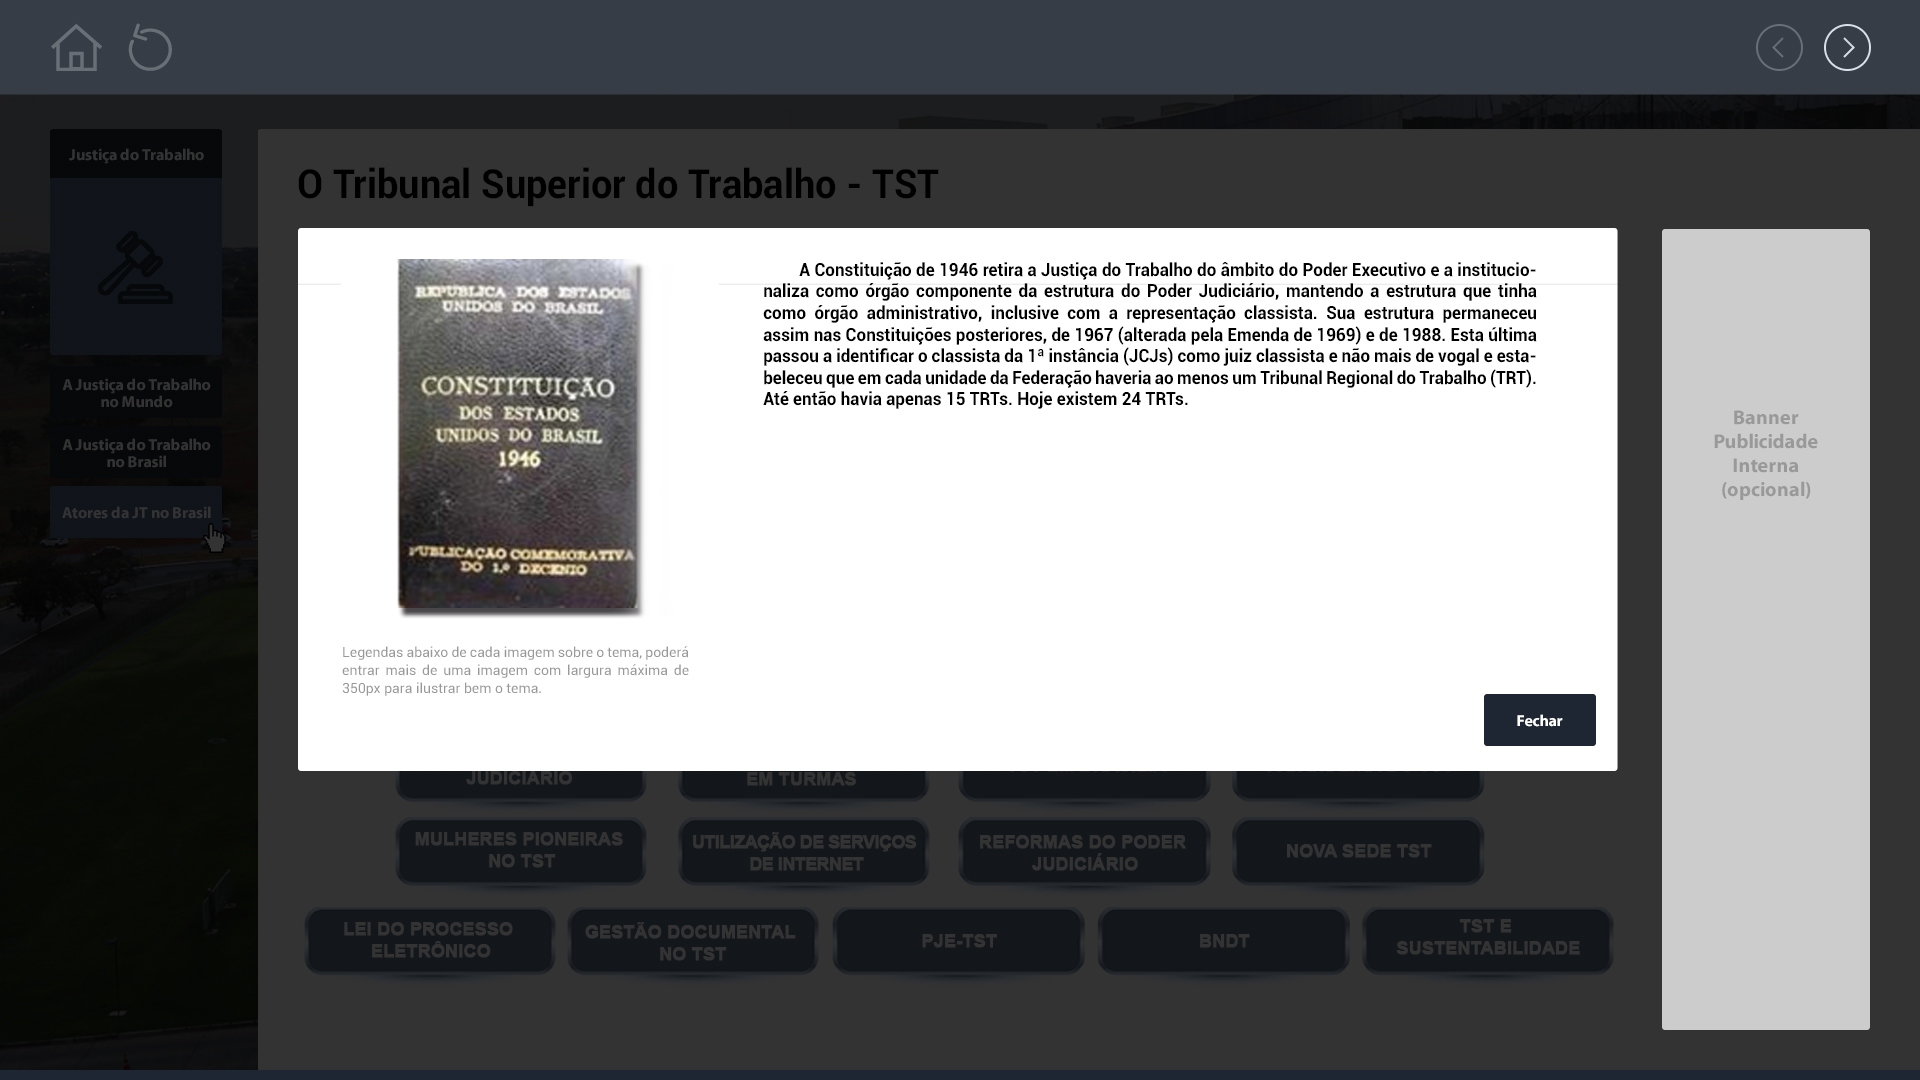 Justiça do Trabalho
A Justiça do Trabalho
no Mundo
A Justiça do Trabalho
no Brasil
Atores da JT no Brasil
O Tribunal Superior do Trabalho - TST
REPUBLICA DOS ESTADOS
UNIDOS DO BRASIL
CONSTITUIÇÃO
DOS ESTADOS
UNIDOS DO BRASIL
1946
PUBLICAÇÃO COMEMORATIVA
DO 1.º DECENIO
Legendas abaixo de cada imagem sobre o tema, poderá
entrar mais de uma imagem com largura máxima de
350px para ilustrar bem o tema.
A Constituição de 1946 retira a Justiça do Trabalho do âmbito do Poder Executivo e a institucio-
naliza como órgão componente da estrutura do Poder Judiciário, mantendo a estrutura que tinha
como órgão administrativo, inclusive com a representação classista. Sua estrutura permaneceu
assim nas Constituições posteriores, de 1967 (alterada pela Emenda de 1969) e de 1988. Esta última
passou a identificar o classista da 1ª instância (JCJs) como juiz classista e não mais de vogal e esta-
beleceu que em cada unidade da Federação haveria ao menos um Tribunal Regional do Trabalho (TRT).
Até então havia apenas 15 TRTs. Hoje existem 24 TRTs.
Fechar
Banner
Publicidade
Interna
(opcional)
JUDICIÁRIO
EM TURMAS
MULHERES PIONEIRAS
NO TST
UTILIZAÇÃO DE SERVIÇOS
DE INTERNET
REFORMAS DO PODER
JUDICIÁRIO
NOVA SEDE TST
LEI DO PROCESSO
ELETRÔNICO
GESTÃO DOCUMENTAL
NO TST
PJE-TST
BNDT
TST E
SUSTENTABILIDADE